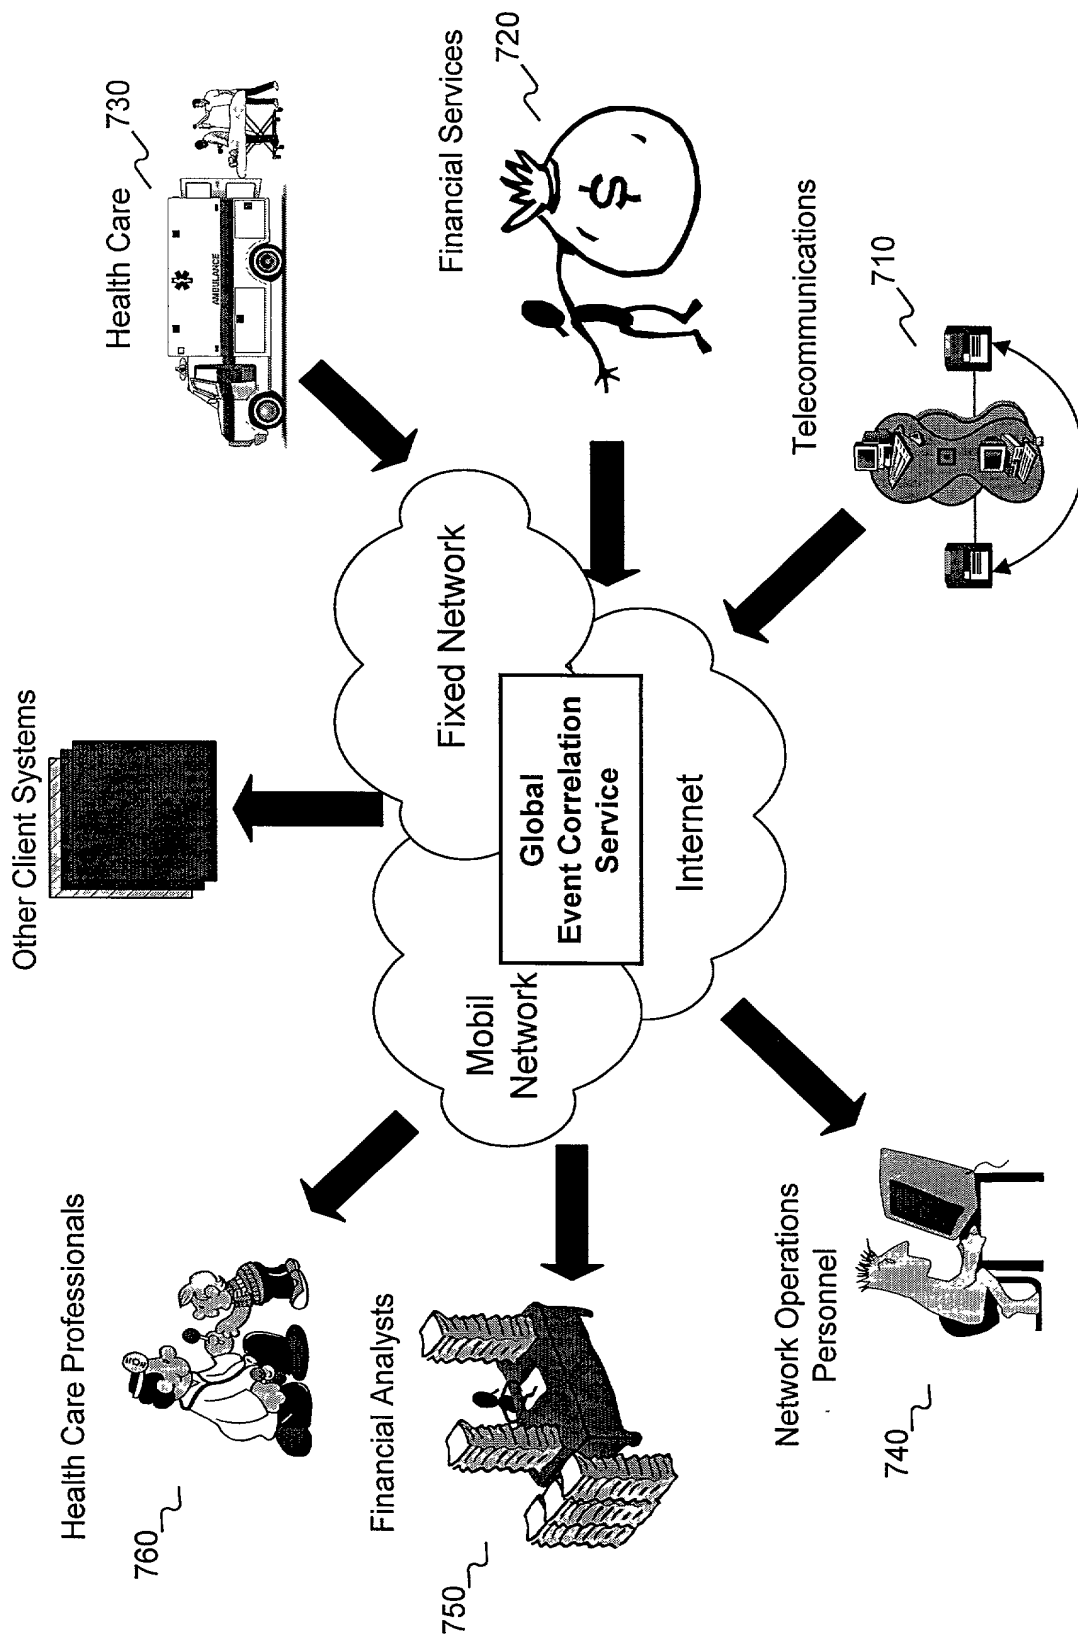 Other Client Systems
Health Care Professionals
760
Health Care
730
AMBULANCE
Financial Analysts
750
Mobil
Network
Fixed Network
Financial Services
720
$
Global
Event Correlation
Service
Internet
Network Operations
Personnel
740
Telecommunications
710